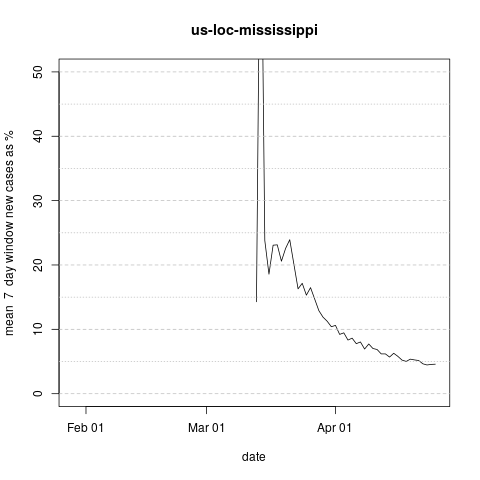 us-loc-mississippi
mean  7  day window new cases as %
50
40
30
20
10
0
Feb 01
Mar 01
Apr 01
date